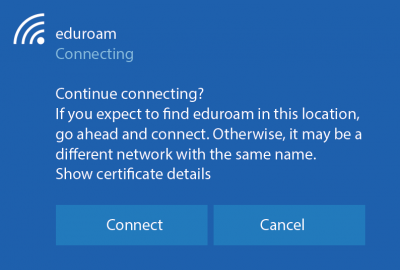 eduroam
Connecting
Continue connecting?
If you expect to find eduroam in this location,
go ahead and connect. Otherwise, it may be a
different network with the same name.
Show certificate details
Connect
Cancel